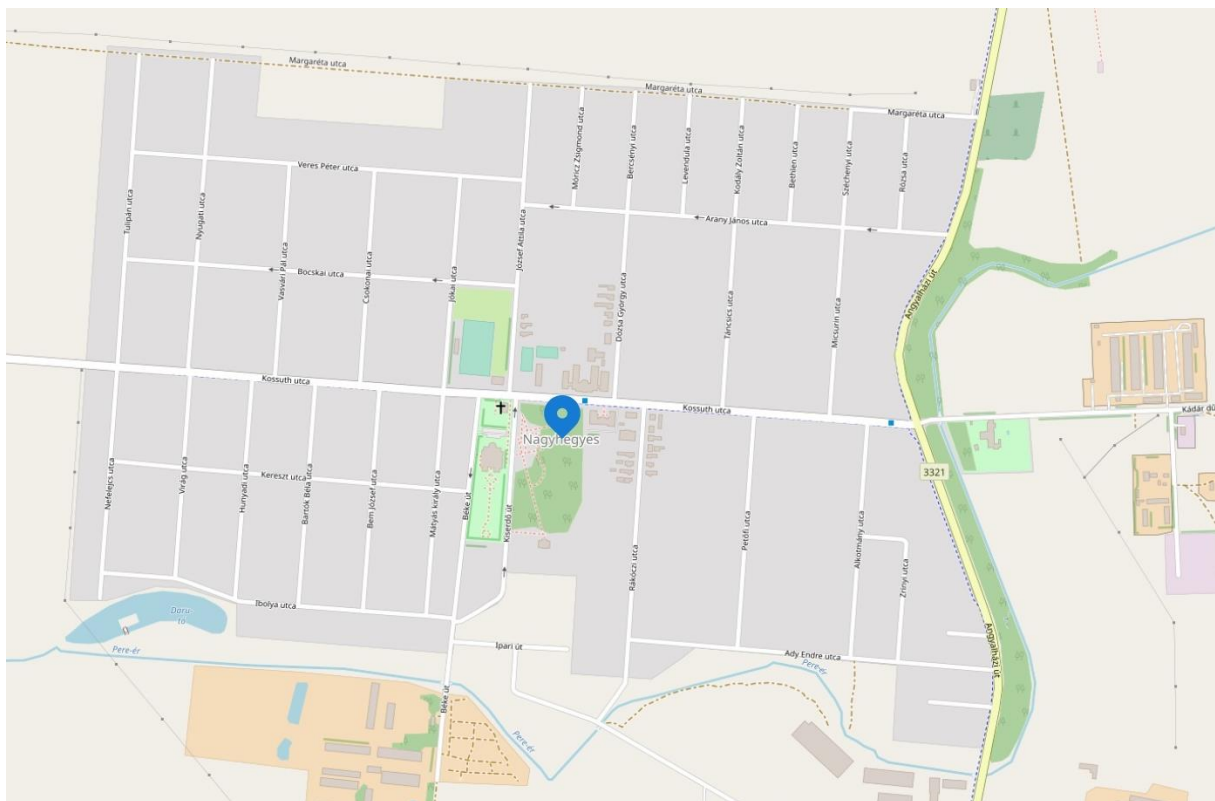 Margaréta utca
Margaréta utca
Margaréta utca
Veres Péter utca
Tulipán utca
Nyugati utca
Vasvári Pál utca
Csokonai utca
Jókai utca
József Attila utca
Móricz Zsigmond utca
Bercsényi utca
Levendula utca
Kodály Zoltán utca
Bethlen utca
Széchenyi utca
Rózsa utca
Arany János utca
Bocskai utca
Dózsa György utca
Táncsics utca
Micsurin utca
Angyalházi út
Kossuth utca
Kossuth utca
Kádár dű
Nagyhegyes
3321
Nefelejcs utca
Virág utca
Kereszt utca
Hunyadi utca
Bartók Béla utca
Bem József utca
Mátyás király utca
Béke út
Kiserdő út
Rákóczi utca
Petőfi utca
Alkotmány utca
Zrínyi utca
Ibolya utca
Daru-
tó
Pere-ér
Ipari út
Ady Endre utca
Pere-ér
Angyalházi út
Béke út
Pere-ér